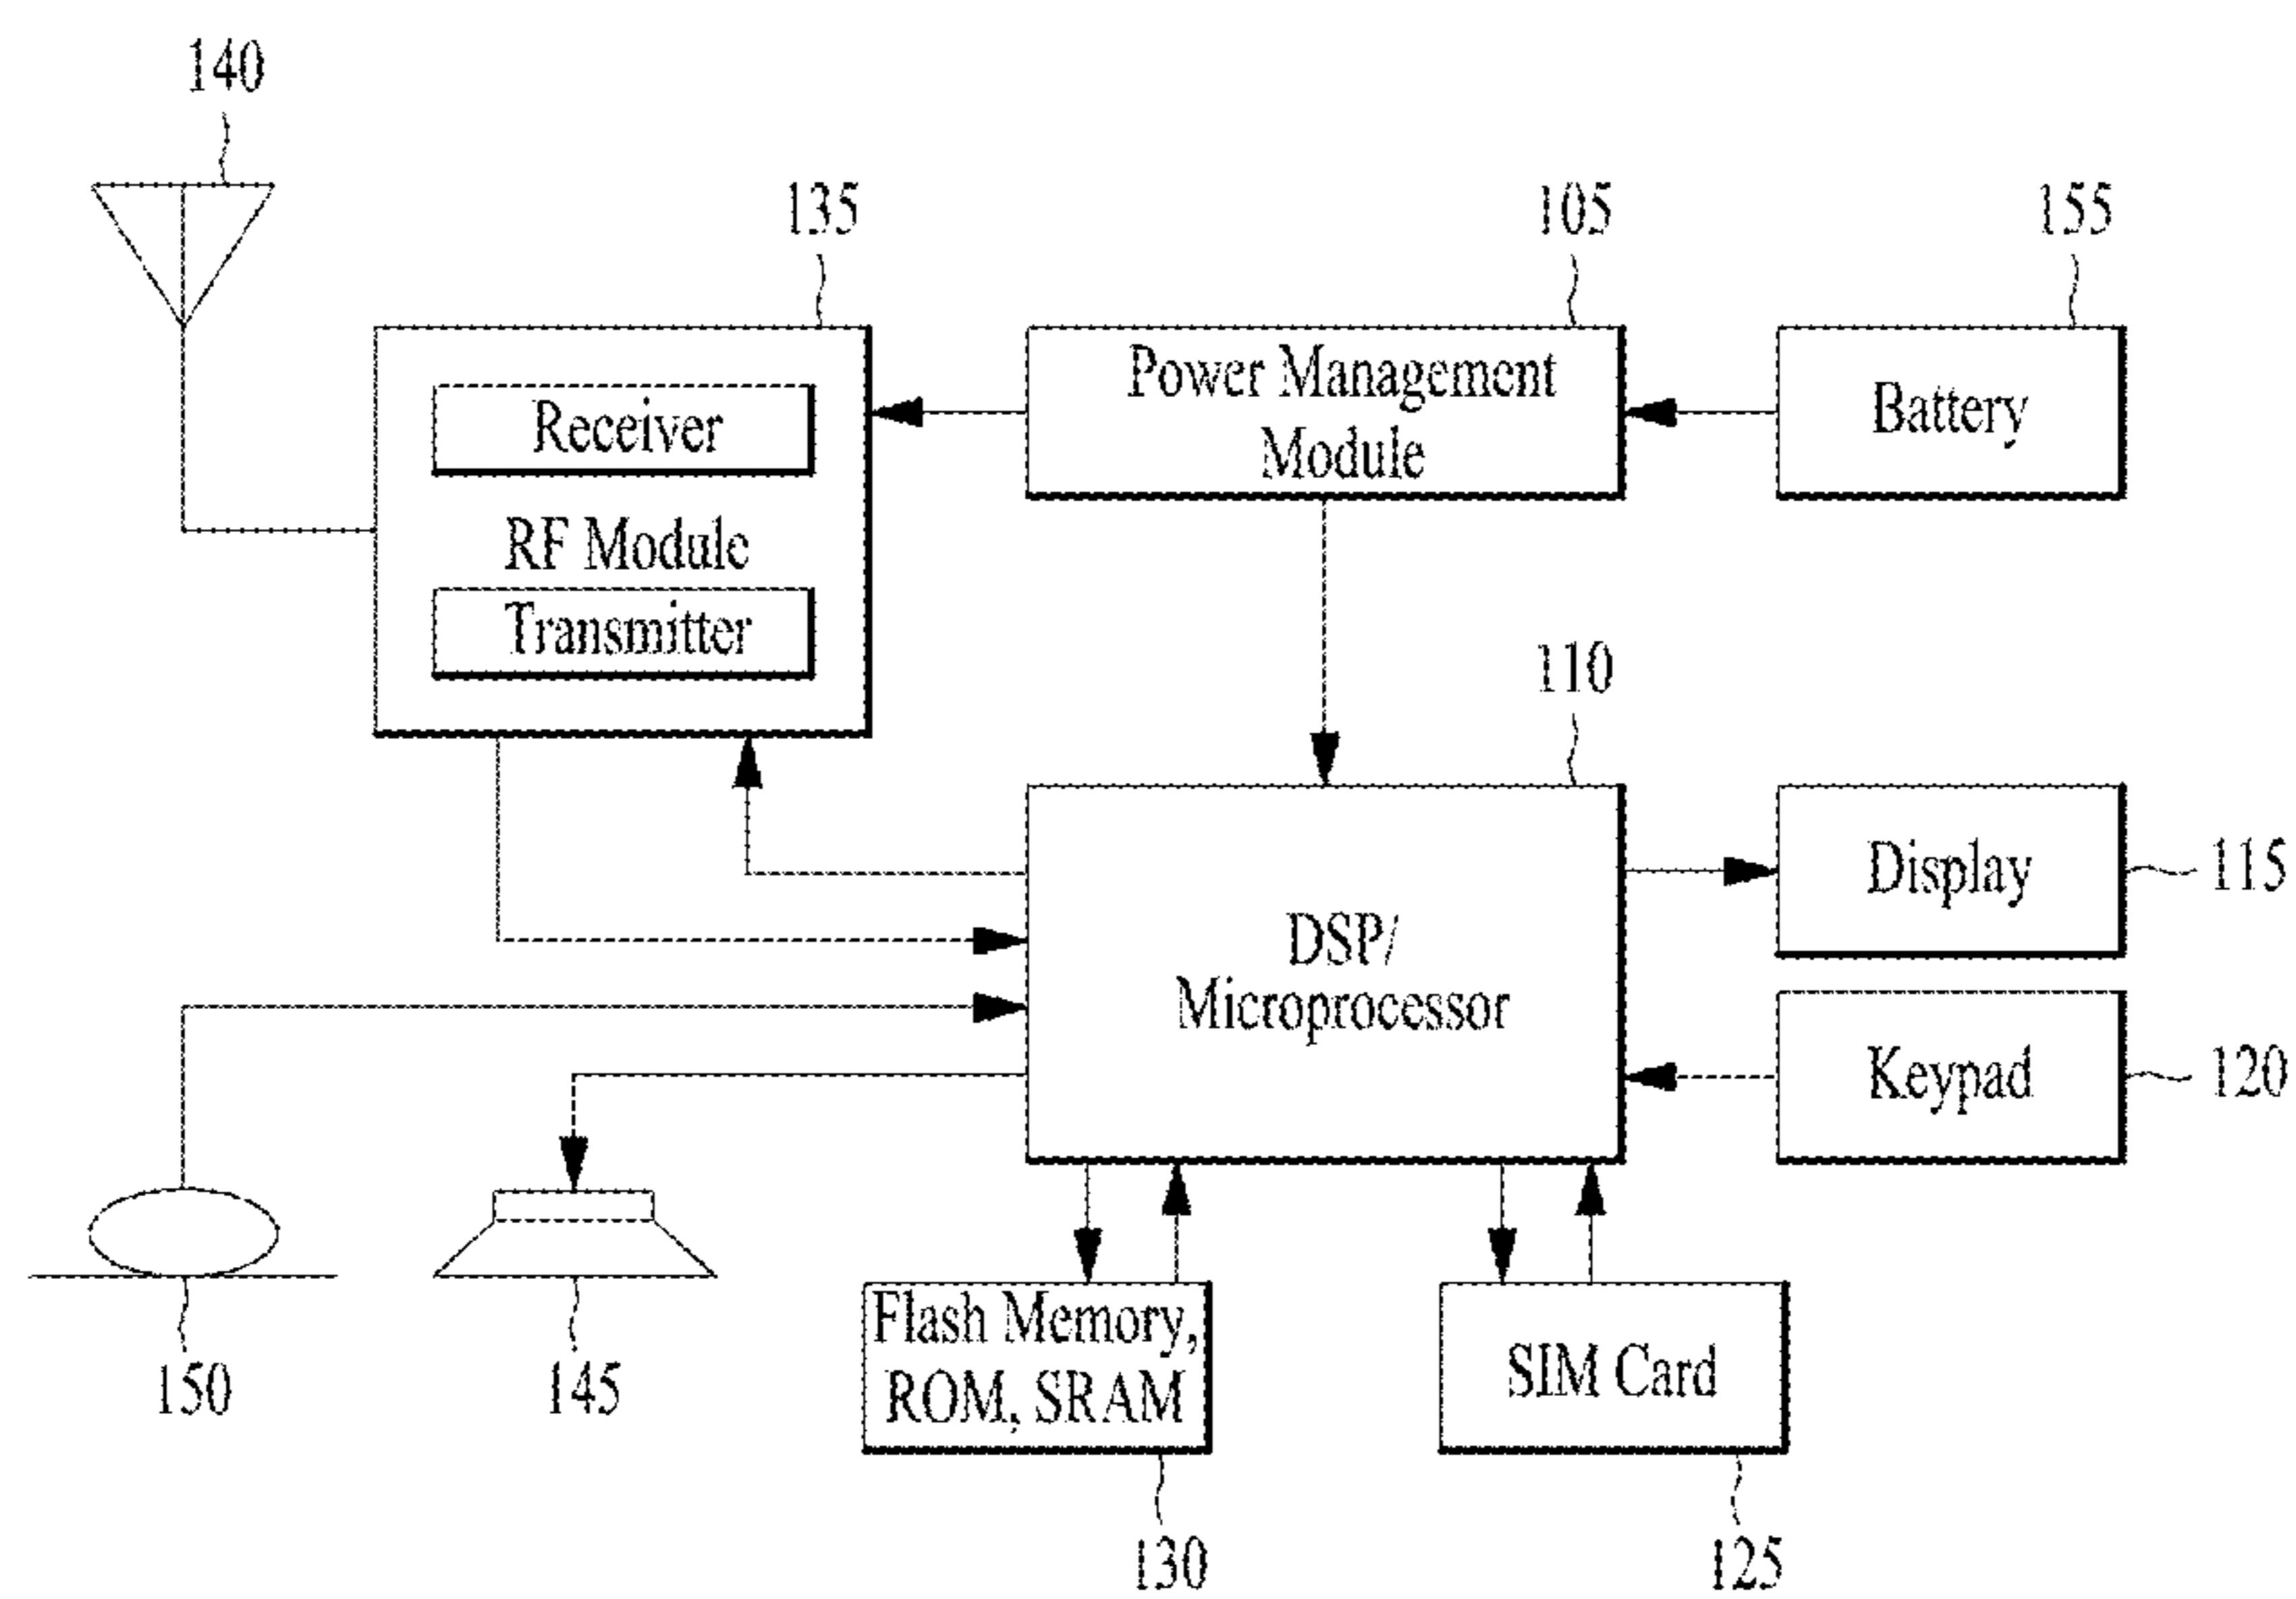 140
135
105
155
Receiver
RF Module
Transmitter
Power Management
Module
Battery
110
DSP/
Microprocessor
Display
115
Keypad
120
150
145
Flash Memory,
ROM, SRAM
SIM Card
130
125